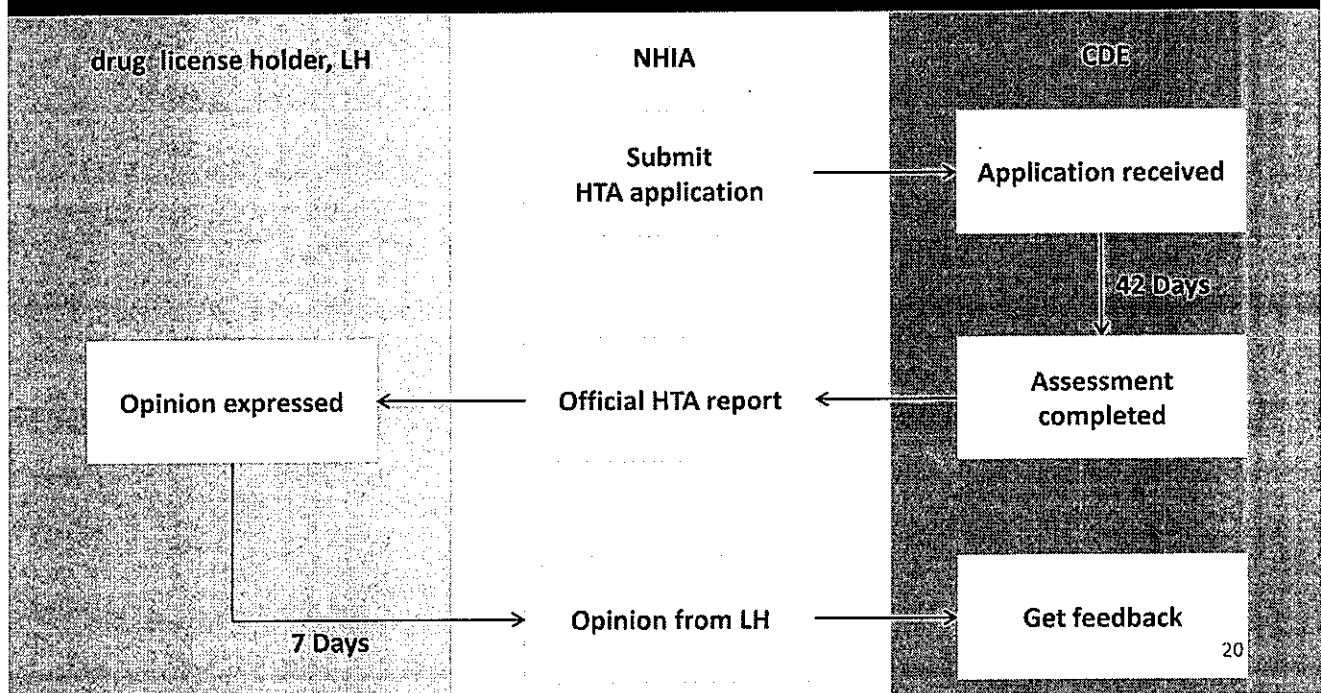 drug license holder, LH
NHIA
CDE
Submit
HTA application
Application received
42 Days
Opinion expressed
Official HTA report
Assessment
completed
7 Days
Opinion from LH
Get feedback
20